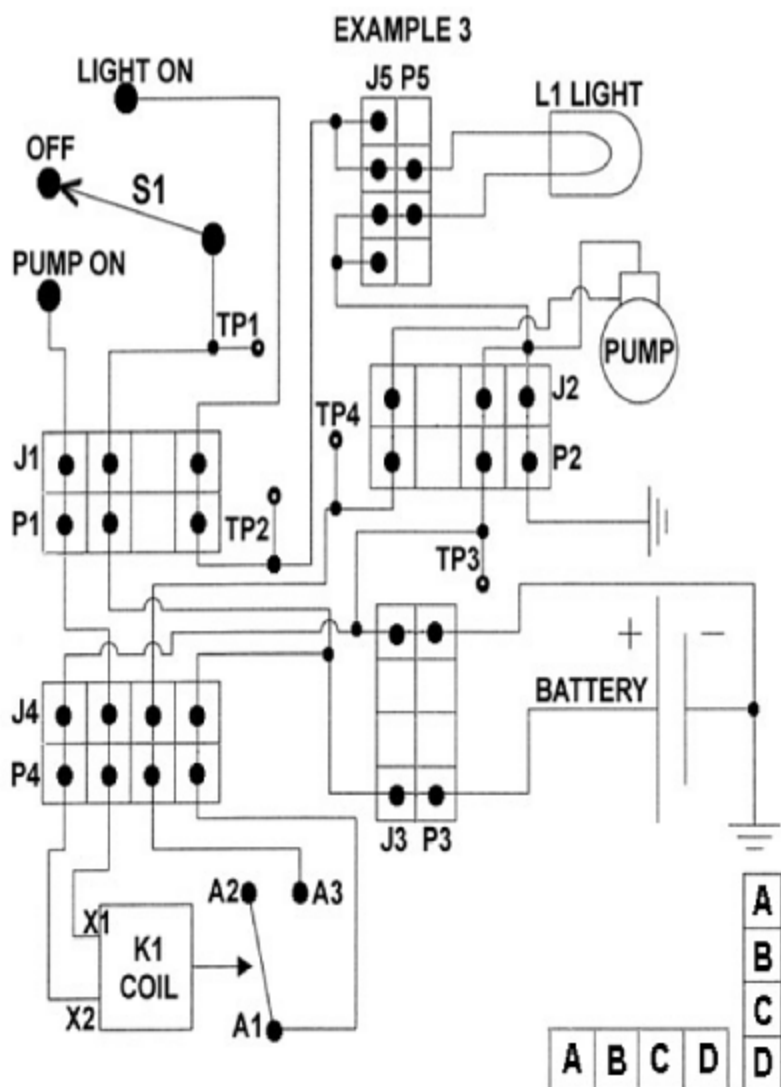 EXAMPLE 3
LIGHT ON
J5 P5
L1 LIGHT
OFF
S1
PUMP ON
TP1
PUMP
J2
TP4
J1
P2
P1
TP2
TP3
+ −
BATTERY
J4
P4
J3 P3
A2
A3
X1
K1
COIL
X2
A1
A
B
C
D
A B C D